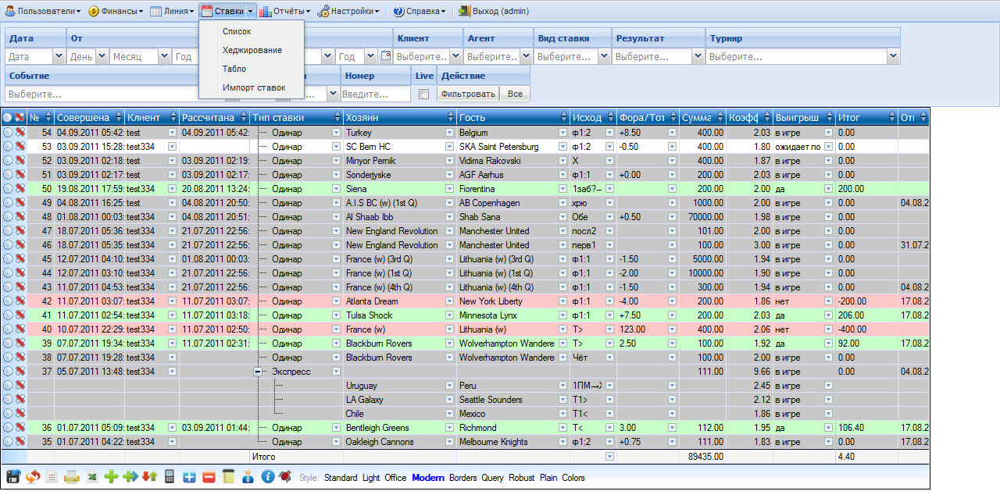 Пользователи Финансы Линия Ставки Отчёты Настройки Справка Выход (admin)
Список
Хеджирование
Табло
Импорт ставок
Дата От Клиент Агент Вид ставки Результат Турнир
Дата День Месяц Год Год Выберите.. Выберите.. Выберите... Выберите... Выберите...
Событие Номер Live Действие
Выберите... Введите... Фильтровать Все
№ Совершена Клиент Рассчитана Тип ставки Хозяин Гость Исход Фора/Тот Сумма Коэфф Выигрыш Итог
54 04.09.2011 05:42: test 04.09.2011 05:42: Одинар Turkey Belgium ф1:2 +8.50 400.00 2.03 в игре 0.00
53 03.09.2011 15:28: test334 Одинар SC Bern HC SKA Saint Petersburg ф1:2 -0.50 400.00 1.80 ожидает по 0.00
52 03.09.2011 02:18: test 03.09.2011 02:19: Одинар Minyor Pernik Vidima Rakovski X 400.00 1.87 в игре 0.00
51 03.09.2011 02:17: test 03.09.2011 02:17: Одинар Sonderjyske AGF Aarhus ф1:1 +0.00 200.00 2.03 в игре 0.00
50 19.08.2011 17:59: test334 20.08.2011 13:24: Одинар Siena Fiorentina 1заб?– 200.00 2.00 да 200.00
49 04.08.2011 16:25: test 04.08.2011 20:50: Одинар A.I.S BC (w) (1st Q) AB Copenhagen хрю 1000.00 2.00 в игре 0.00 04.08.2
48 01.08.2011 00:03: test334 04.08.2011 20:51: Одинар Al Shaab Ibb Shab Sana Обе +0.50 70000.00 1.98 в игре 0.00
47 18.07.2011 05:36: test334 21.07.2011 22:56: Одинар New England Revolution Manchester United посл2 101.00 2.00 в игре 0.00
46 18.07.2011 05:35: test334 21.07.2011 22:56: Одинар New England Revolution Manchester United перв1 100.00 3.00 в игре 0.00 31.07.2
45 12.07.2011 04:10: test334 01.08.2011 00:03: Одинар France (w) (3rd Q) Lithuania (w) (3rd Q) ф1:1 -1.50 5000.00 1.94 в игре 0.00
44 12.07.2011 03:10: test334 21.07.2011 22:56: Одинар France (w) (1st Q) Lithuania (w) (1st Q) ф1:1 -2.00 10000.00 1.90 в игре 0.00
43 11.07.2011 04:53: test334 21.07.2011 22:56: Одинар France (w) (4th Q) Lithuania (w) (4th Q) ф1:1 -1.50 300.00 1.94 в игре 0.00 04.08.2
42 11.07.2011 03:07: test334 11.07.2011 03:07: Одинар Atlanta Dream New York Liberty ф1:1 -4.00 200.00 1.86 нет -200.00 17.08.2
41 11.07.2011 02:54: test334 11.07.2011 03:18: Одинар Tulsa Shock Minnesota Lynx ф1:1 +7.50 200.00 2.03 да 206.00 17.08.2
40 10.07.2011 22:29: test334 11.07.2011 02:50: Одинар France (w) Lithuania (w) Т> 123.00 400.00 2.06 нет -400.00
39 07.07.2011 19:34: test334 11.07.2011 02:31: Одинар Blackburn Rovers Wolverhampton Wandere Т> 2.50 100.00 1.92 да 92.00 17.08.2
38 07.07.2011 19:28: test334 Одинар Blackburn Rovers Wolverhampton Wandere Чёт 100.00 2.00 в игре 0.00
37 05.07.2011 13:48: test334 Экспресс 111.00 9.66 в игре 0.00 04.08.2
Uruguay Peru 1ПМ→X 2.45 в игре
LA Galaxy Seattle Sounders Т1> 2.12 в игре
Chile Mexico Т1< 1.86 в игре
36 01.07.2011 05:09: test334 03.09.2011 01:44: Одинар Bentleigh Greens Richmond Т< 3.00 112.00 1.95 да 106.40 17.08.2
35 01.07.2011 04:22: test334 Одинар Oakleigh Cannons Melbourne Knights ф1:2 +0.75 111.00 1.83 в игре 0.00 17.08.2
Итого 89435.00 4.40
Style: Standard Light Office Modern Borders Query Robust Plain Colors